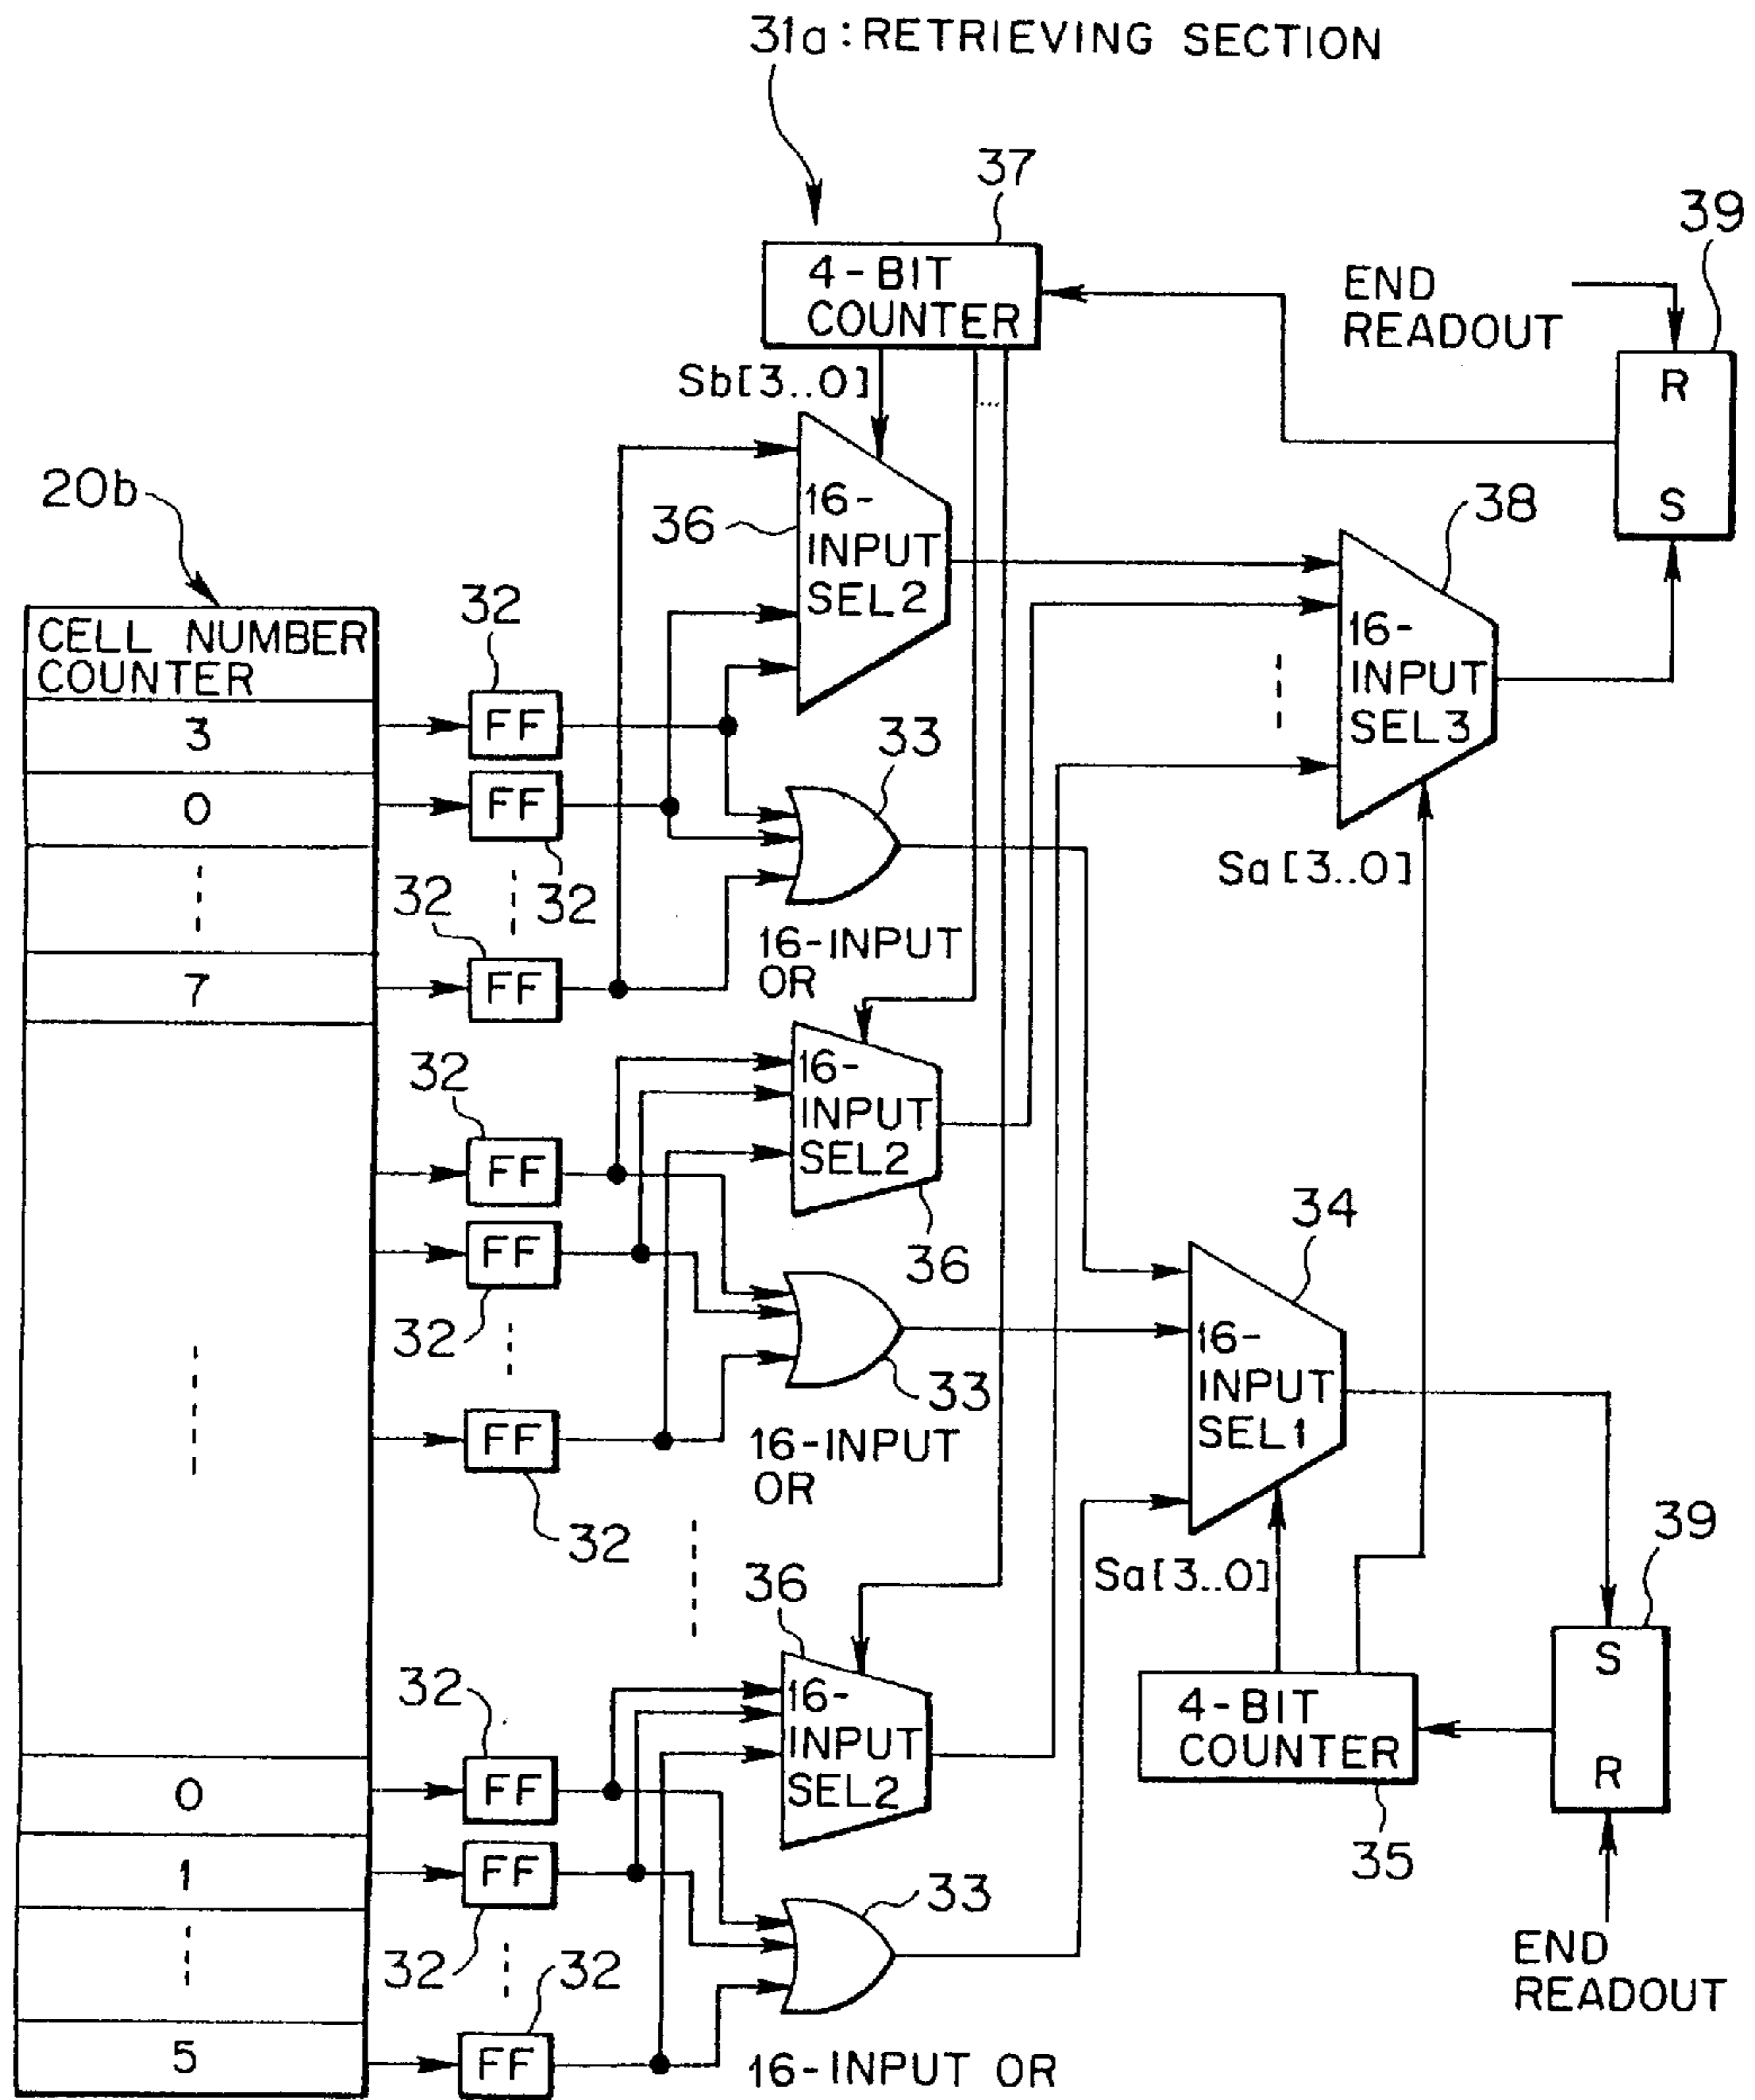 31a : RETRIEVING SECTION
37
4-BIT
COUNTER
END
READOUT
39
R
S
Sb[3..0]
20b
36
16-
INPUT
SEL2
38
16-
INPUT
SEL3
CELL NUMBER
COUNTER
3
0
7
32
FF
FF
32
32
FF
33
16-INPUT
OR
Sa[3..0]
32
FF
FF
32
FF
32
16-
INPUT
SEL2
36
33
16-INPUT
OR
34
16-
INPUT
SEL1
Sa[3..0]
39
S
R
4-BIT
COUNTER
35
END
READOUT
36
16-
INPUT
SEL2
0
1
5
32
FF
FF
32
32
FF
33
16-INPUT OR